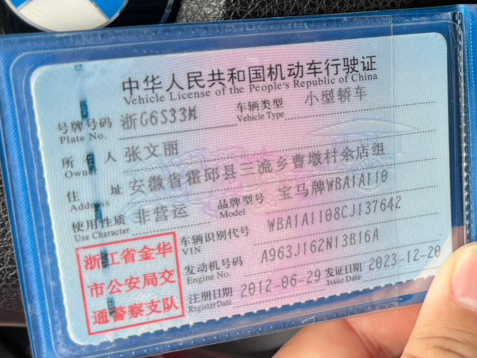 中华人民共和国机动车行驶证
Vehicle License of the People's Republic of China
号牌号码 浙G6S33M 车辆类型 小型轿车
Plate No. Vehicle Type
所有人 张文丽
Owner
住址 安徽省霍邱县三流乡曹墩村余店组
Address
使用性质 非营运 品牌型号 宝马牌WBA1A110
Use Character Model
车辆识别代号 WBA1A1108CJ137642
VIN
发动机号码 A963J162N13B16A
Engine No.
注册日期 2012-06-29 发证日期 2023-12-20
Register Date Issue Date
浙江省金华
市公安局交
通警察支队